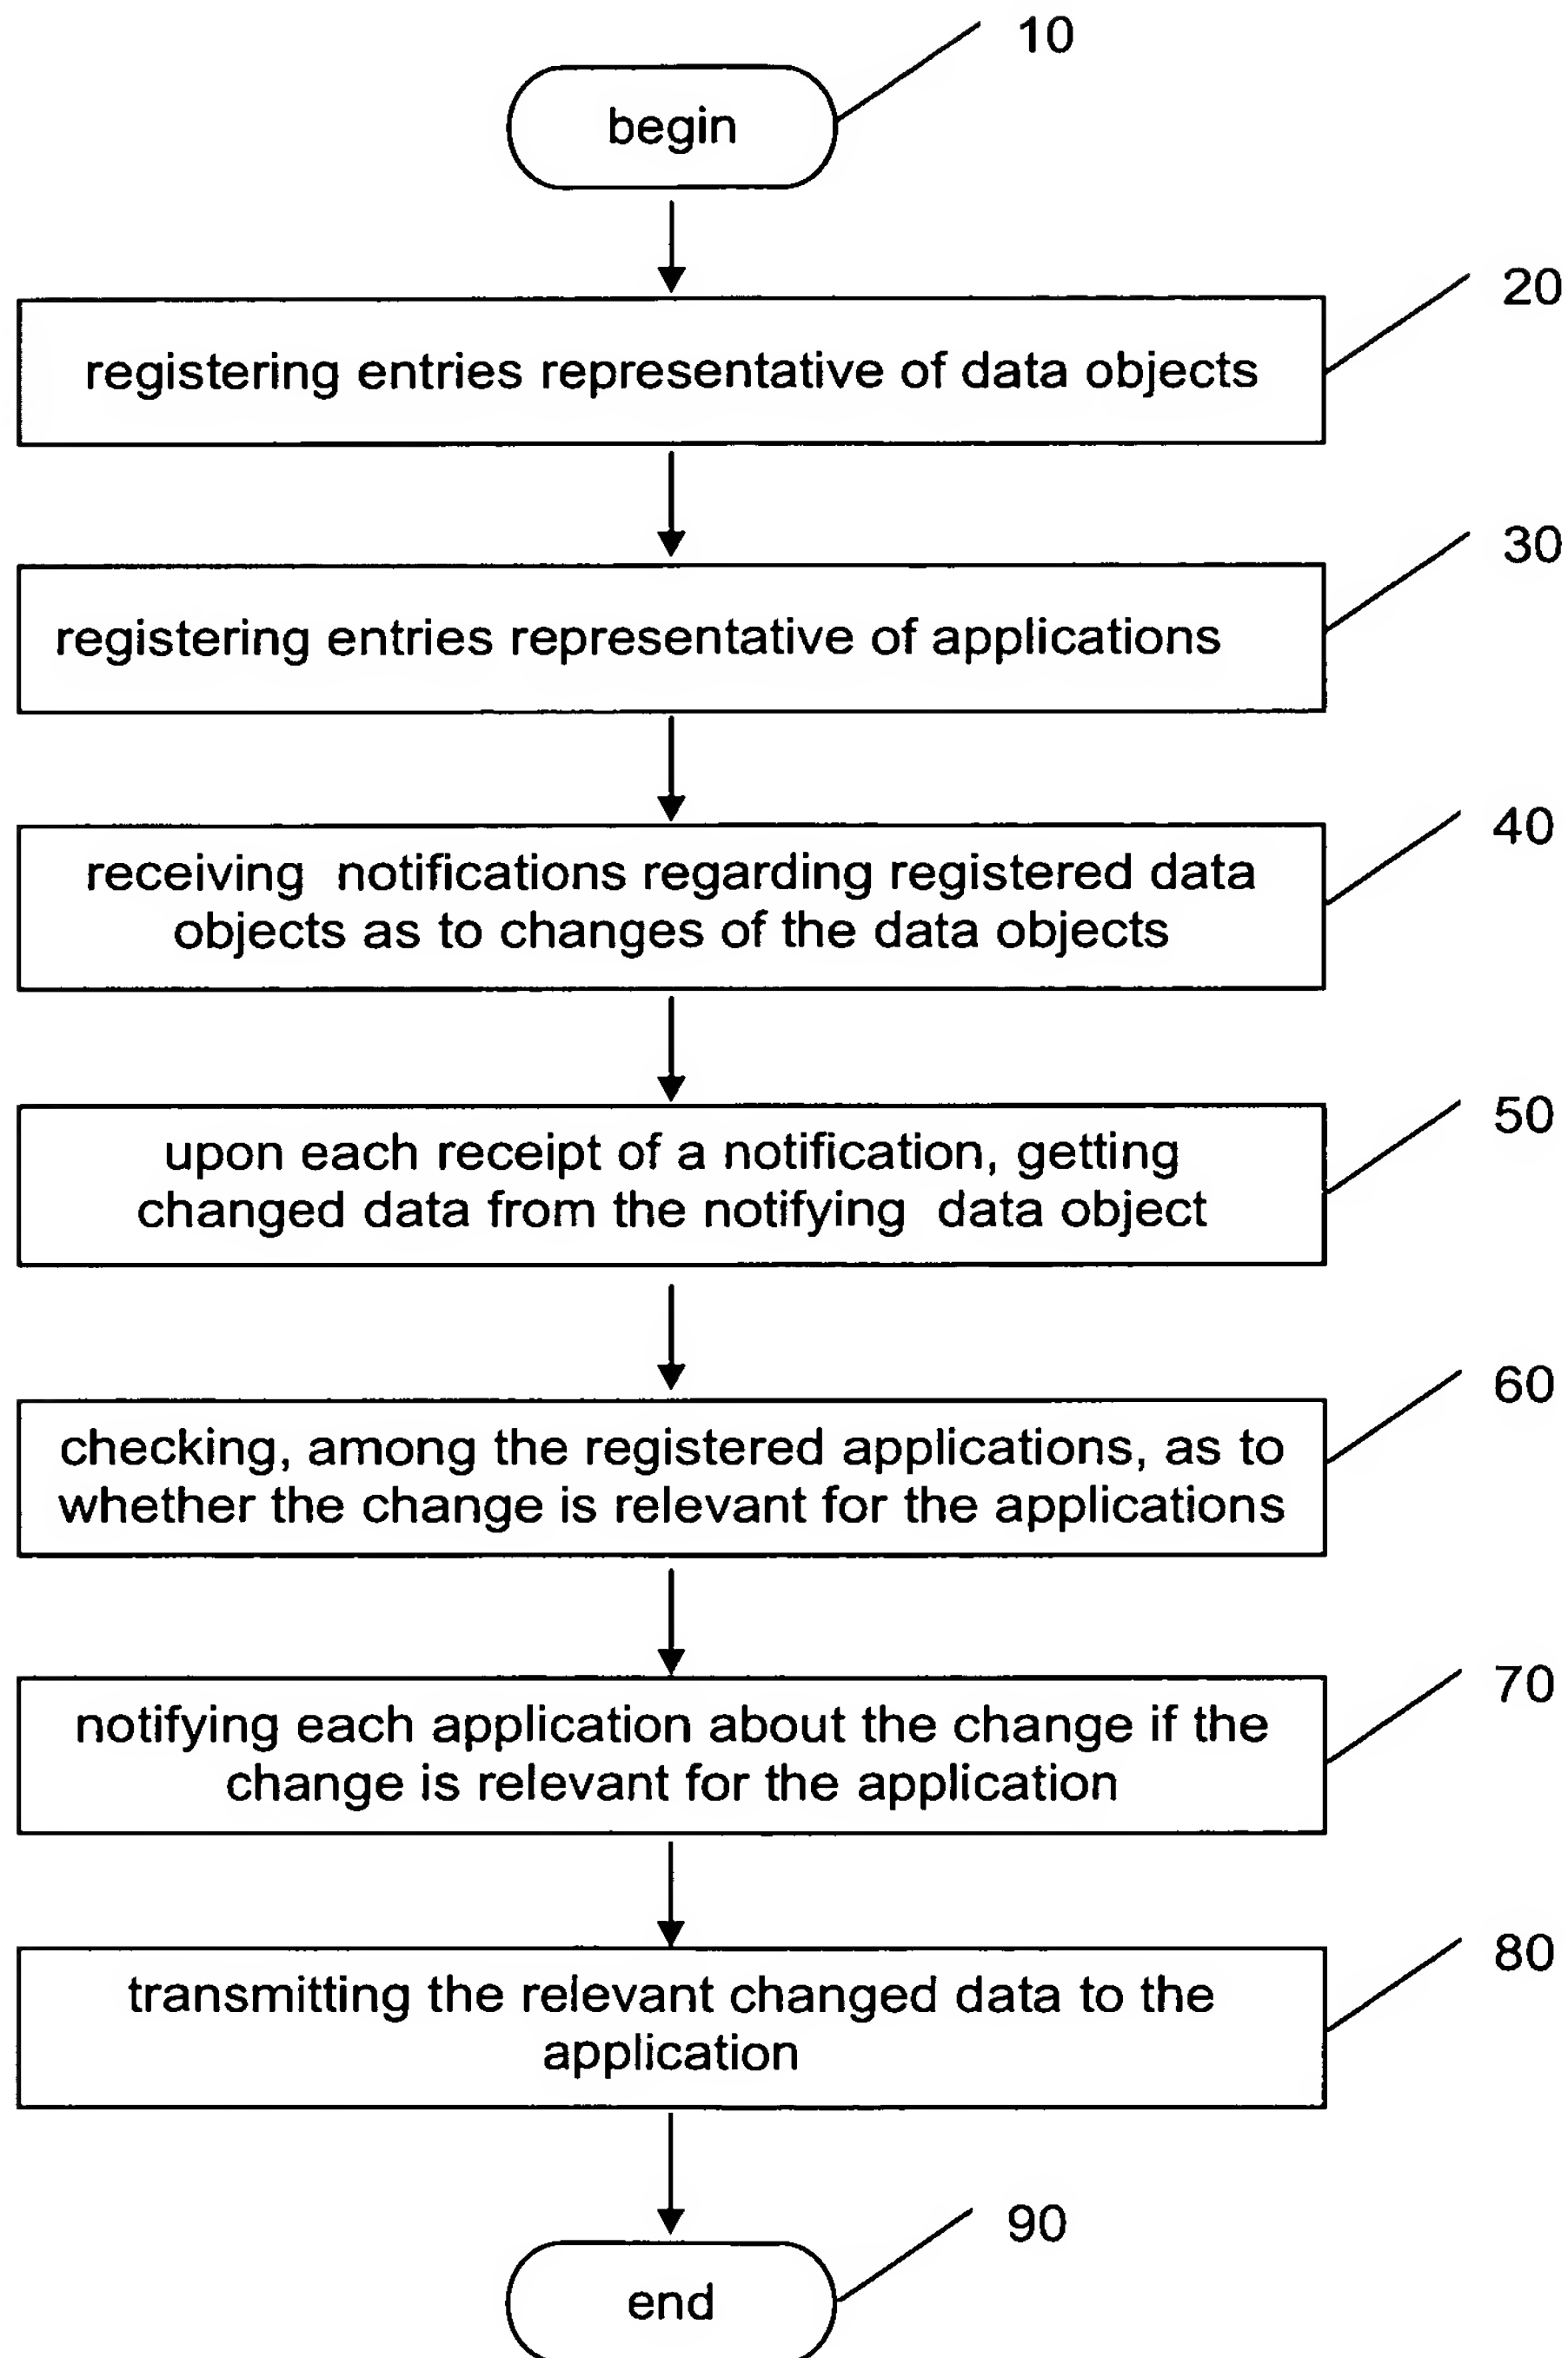 10
begin
20
registering entries representative of data objects
30
registering entries representative of applications
40
receiving notifications regarding registered data
objects as to changes of the data objects
50
upon each receipt of a notification, getting
changed data from the notifying data object
60
checking, among the registered applications, as to
whether the change is relevant for the applications
70
notifying each application about the change if the
change is relevant for the application
80
transmitting the relevant changed data to the
application
90
end